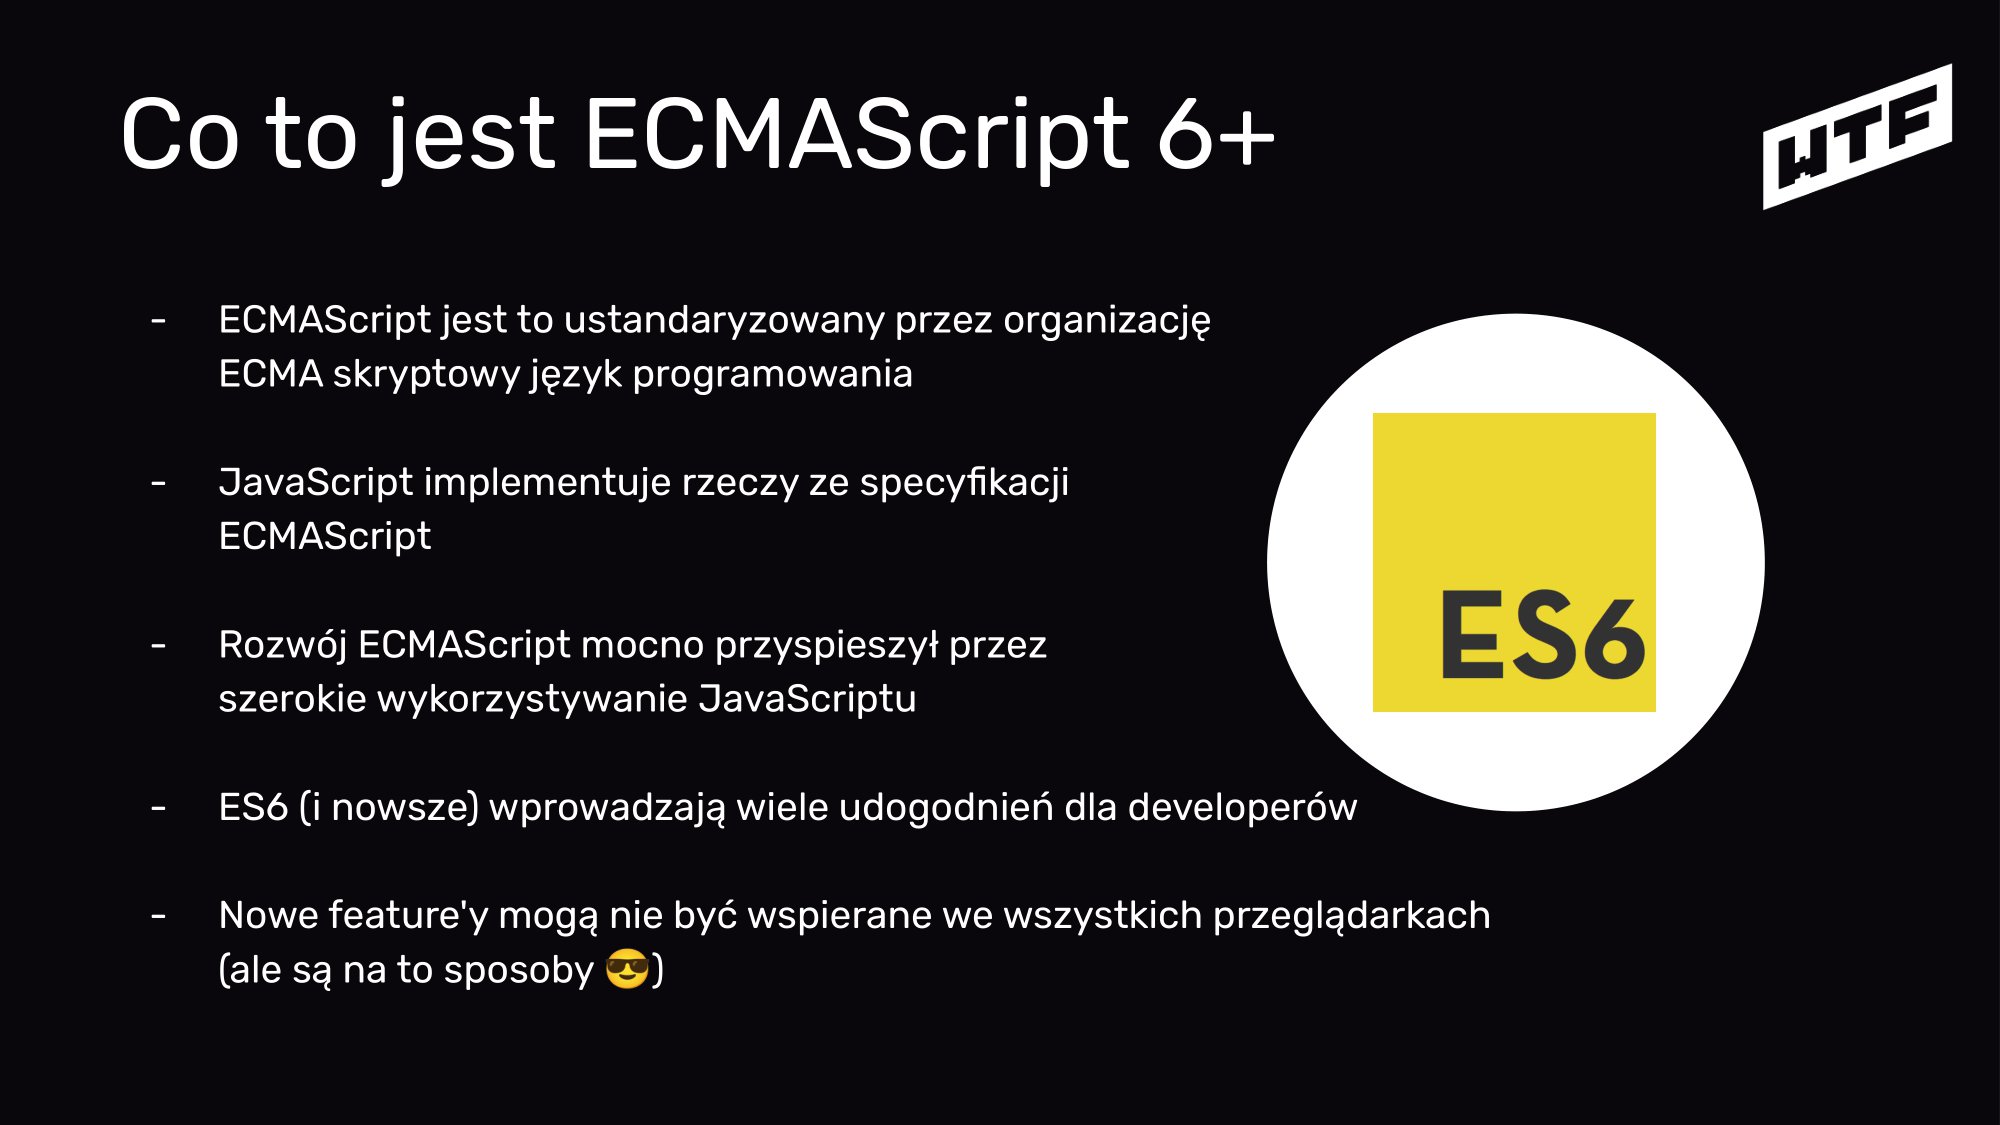 Co to jest ECMAScript 6+
WTF
- ECMAScript jest to ustandaryzowany przez organizację
ECMA skryptowy język programowania
- JavaScript implementuje rzeczy ze specyfikacji
ECMAScript
- Rozwój ECMAScript mocno przyspieszył przez
szerokie wykorzystywanie JavaScriptu
ES6
- ES6 (i nowsze) wprowadzają wiele udogodnień dla developerów
- Nowe feature'y mogą nie być wspierane we wszystkich przeglądarkach
(ale są na to sposoby 😎)